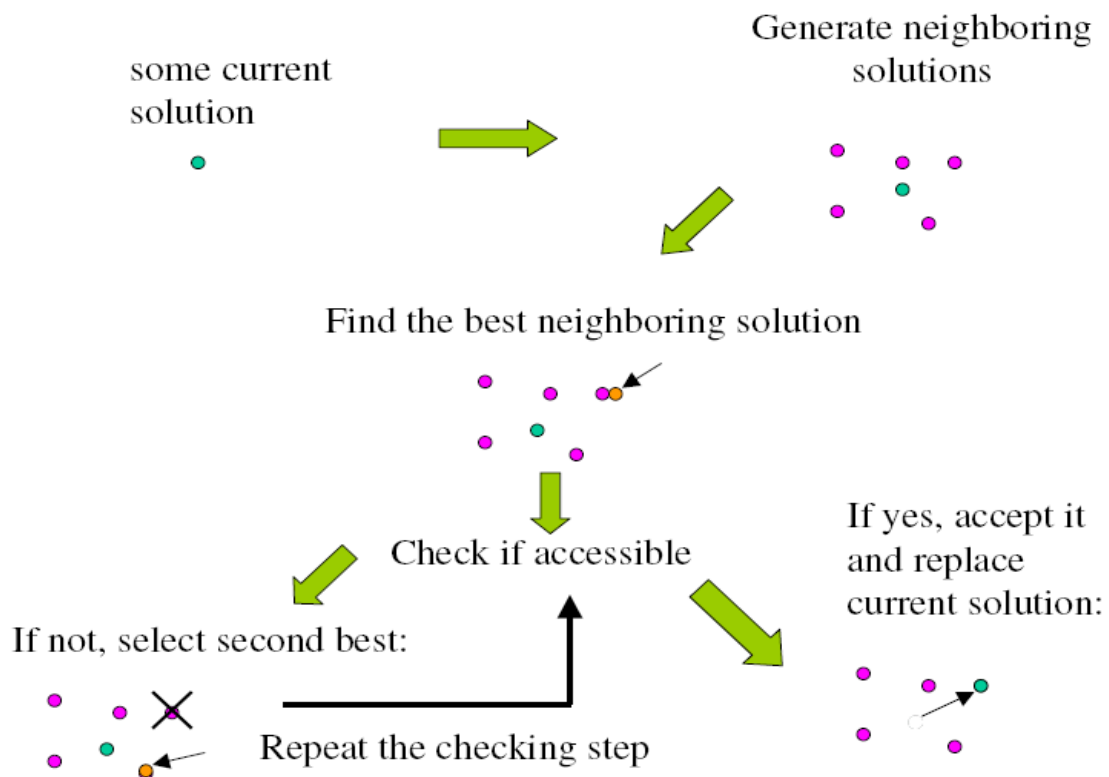 some current
solution
Generate neighboring
solutions
Find the best neighboring solution
Check if accessible
If yes, accept it
and replace
current solution:
If not, select second best:
Repeat the checking step